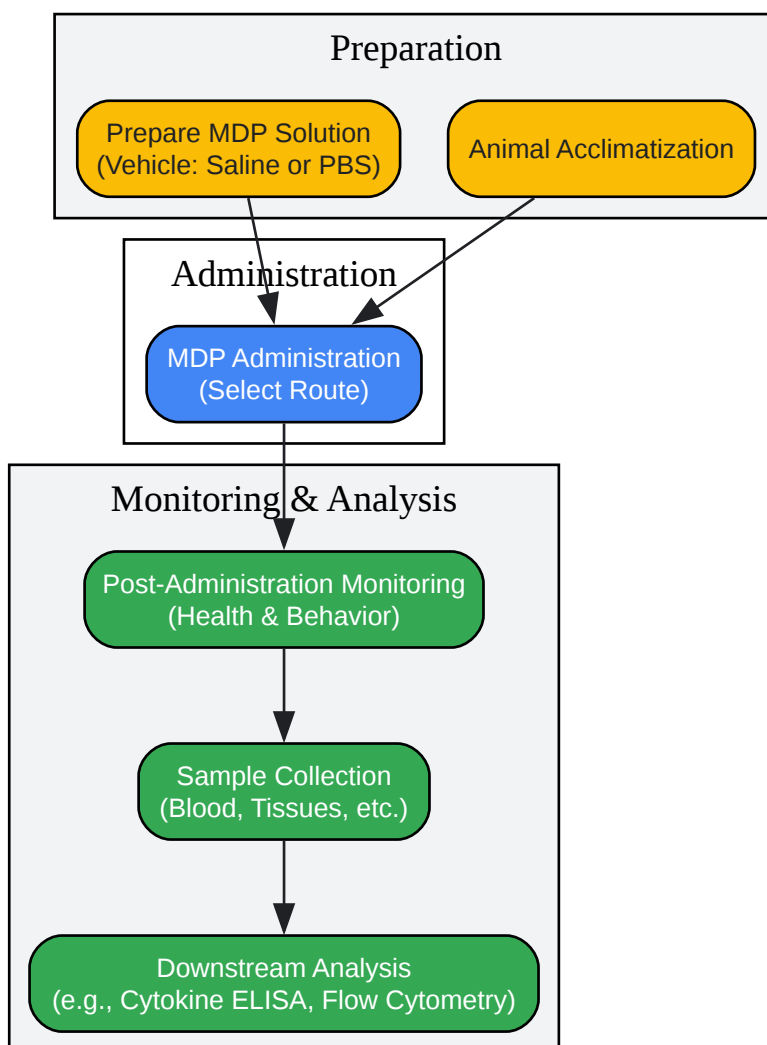 Preparation
Prepare MDP Solution
(Vehicle: Saline or PBS)
Animal Acclimatization
Administration
MDP Administration
(Select Route)
Monitoring & Analysis
Post-Administration Monitoring
(Health & Behavior)
Sample Collection
(Blood, Tissues, etc.)
Downstream Analysis
(e.g., Cytokine ELISA, Flow Cytometry)